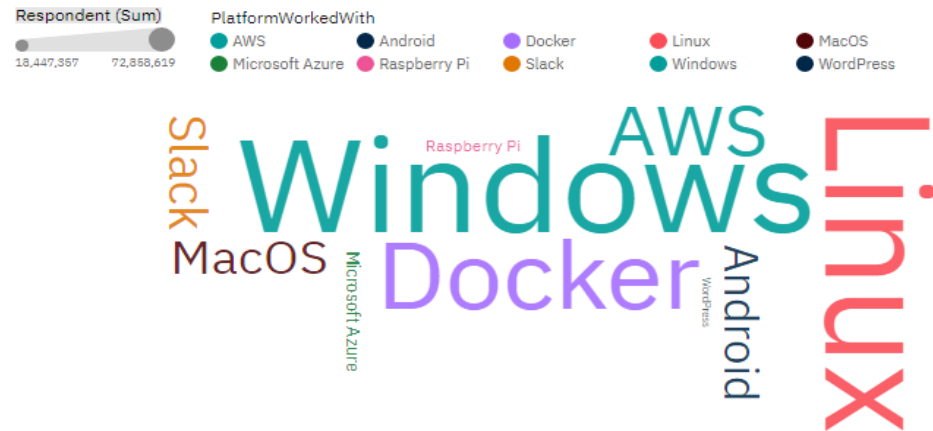 Respondent (Sum)
18,447,357 72,858,619
PlatformWorkedWith
AWS Android Docker Linux MacOS
Microsoft Azure Raspberry Pi Slack Windows WordPress
Slack
Windows
Raspberry Pi
AWS
Linux
MacOS
Microsoft Azure
Docker
WordPress
Android